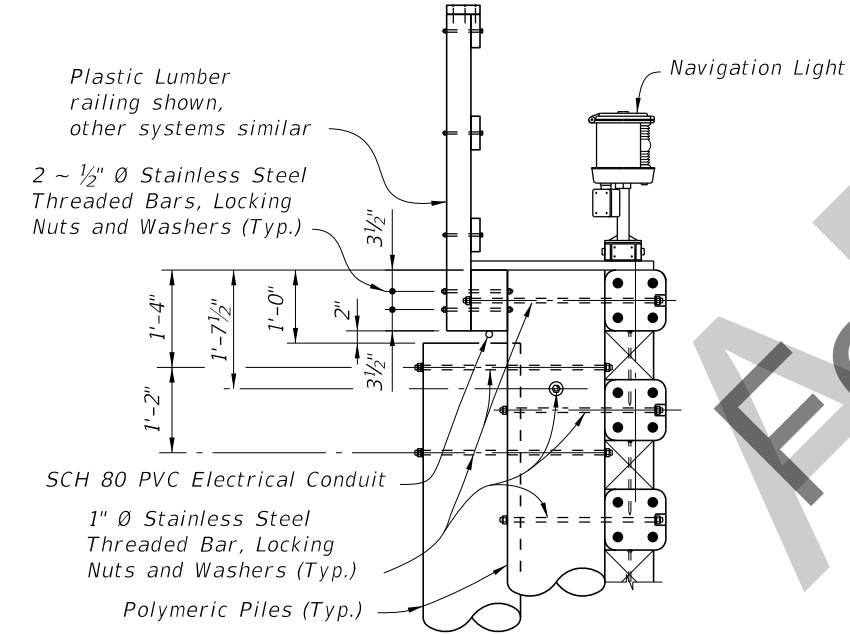 Plastic Lumber
railing shown,
other systems similar
Navigation Light
2 ~ ½" Ø Stainless Steel
Threaded Bars, Locking
Nuts and Washers (Typ.)
3½"
1'-4"
1'-7½"
1'-0"
2"
3½"
1'-2"
SCH 80 PVC Electrical Conduit
1" Ø Stainless Steel
Threaded Bar, Locking
Nuts and Washers (Typ.)
Polymeric Piles (Typ.)